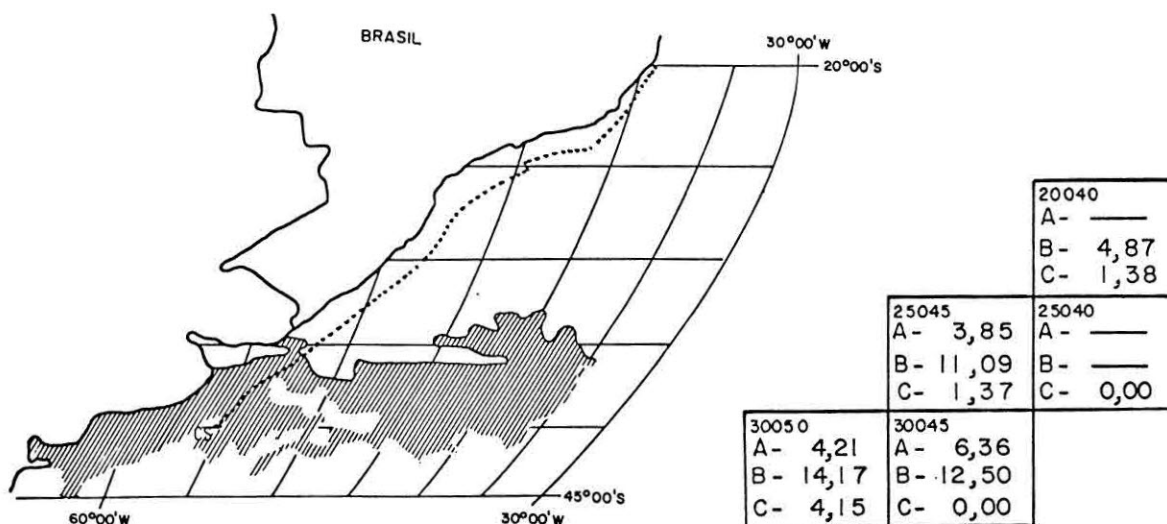 BRASIL
30°00'W
20°00'S
20040
A- —
B- 4,87
C- 1,38
25045
A- 3,85
B- 11,09
C- 1,37
25040
A- —
B- —
C- 0,00
30050
A- 4,21
B- 14,17
C- 4,15
30045
A- 6,36
B- 12,50
C- 0,00
45°00'S
60°00'W
30°00'W